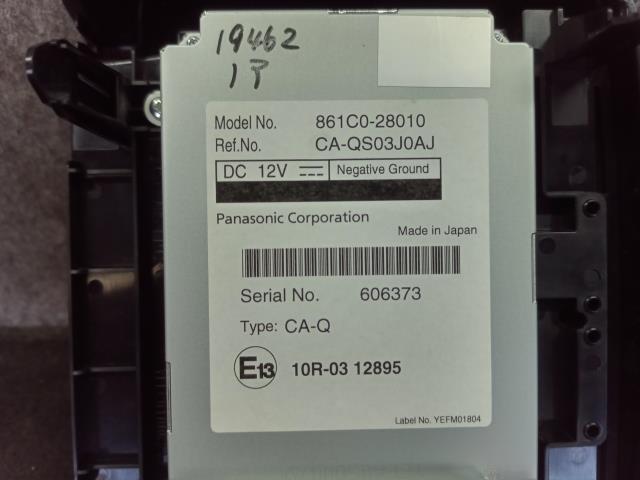 19462
1P
Model No. 861C0-28010
Ref.No. CA-QS03J0AJ
DC 12V Negative Ground
Panasonic Corporation
Made in Japan
Serial No. 606373
Type: CA-Q
E13 10R-03 12895
Label No. YEFM01804